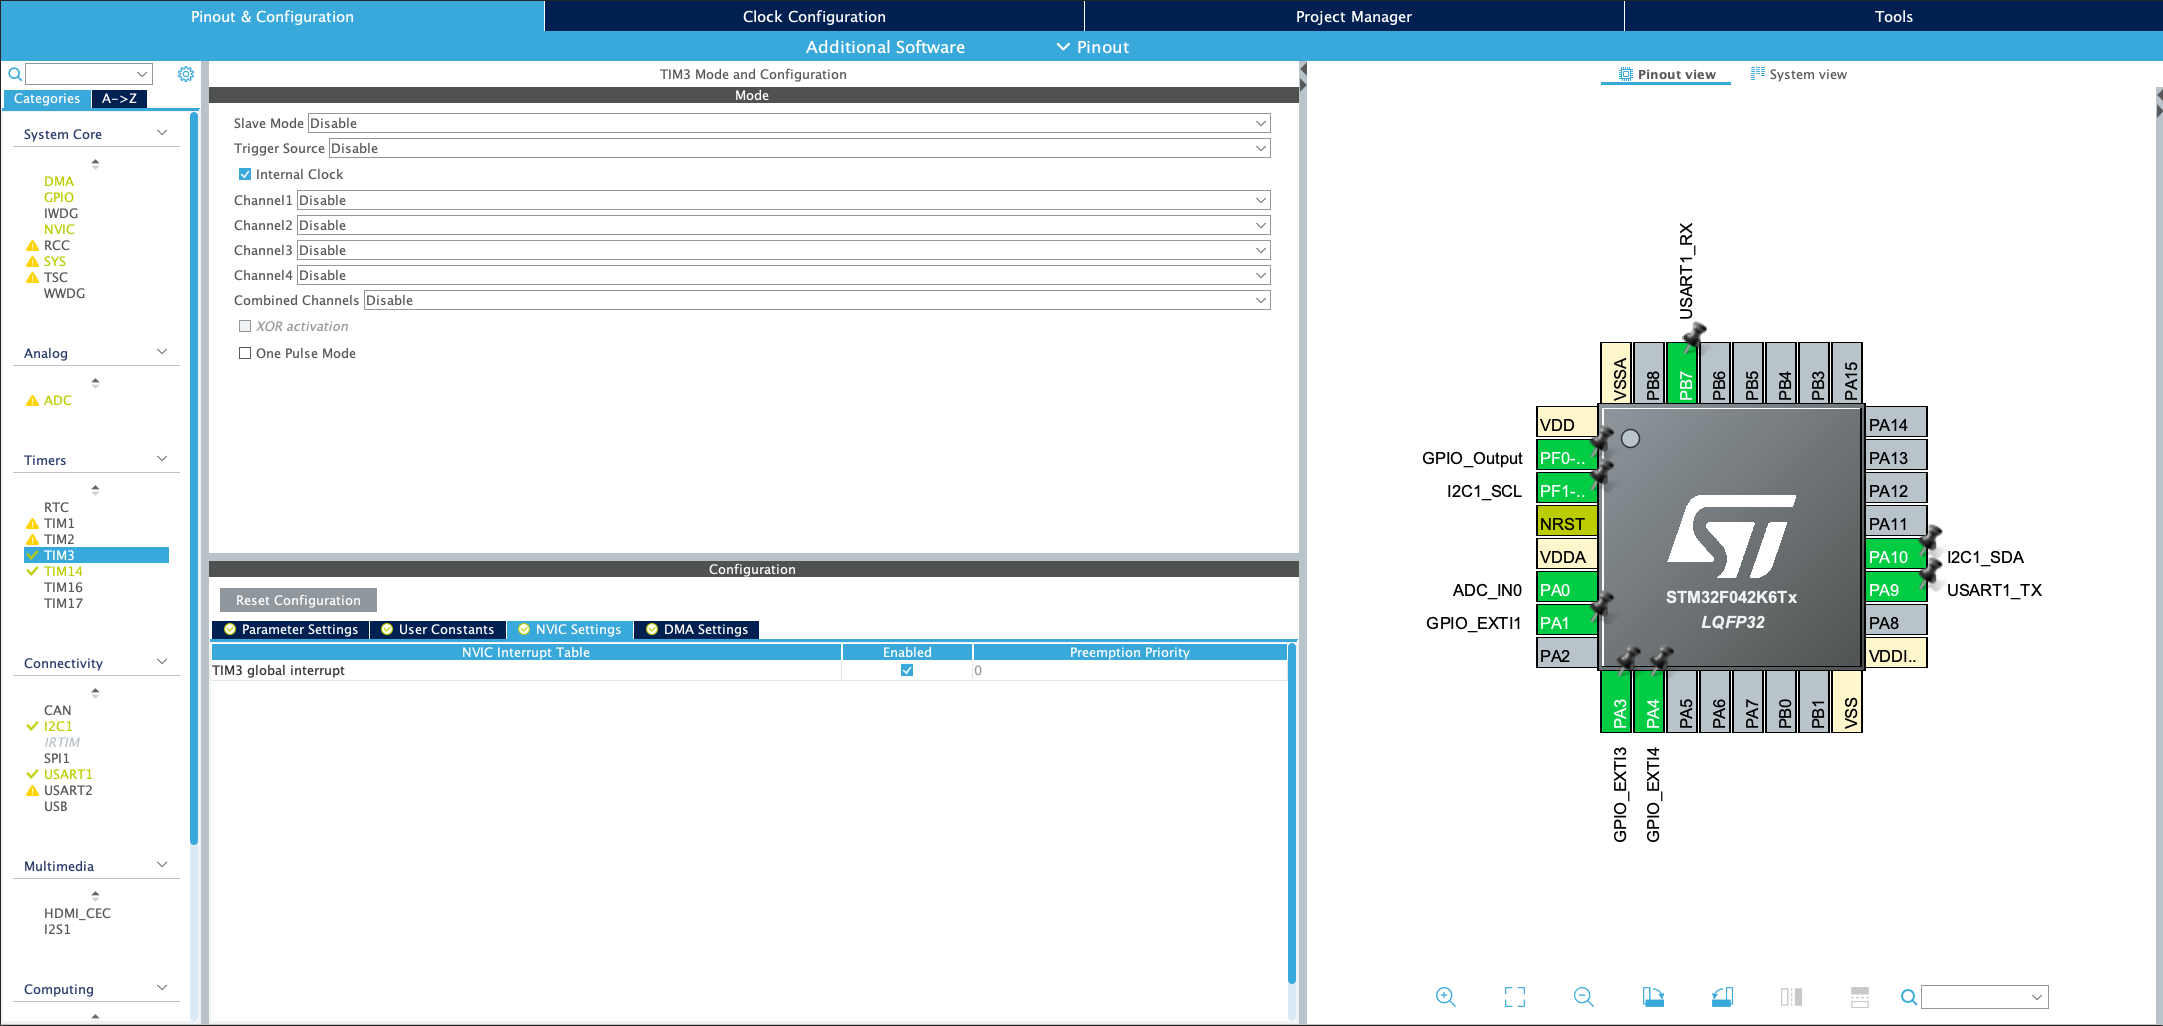 Pinout & Configuration
Clock Configuration
Project Manager
Tools
Additional Software
Pinout
Categories
A->Z
System Core
DMA
GPIO
IWDG
NVIC
RCC
SYS
TSC
WWDG
Analog
ADC
Timers
RTC
TIM1
TIM2
TIM3
TIM14
TIM16
TIM17
Connectivity
CAN
I2C1
IRTIM
SPI1
USART1
USART2
USB
Multimedia
HDMI_CEC
I2S1
Computing
TIM3 Mode and Configuration
Mode
Slave Mode Disable
Trigger Source Disable
Internal Clock
Channel1 Disable
Channel2 Disable
Channel3 Disable
Channel4 Disable
Combined Channels Disable
XOR activation
One Pulse Mode
Configuration
Reset Configuration
Parameter Settings
User Constants
NVIC Settings
DMA Settings
NVIC Interrupt Table
Enabled
Preemption Priority
TIM3 global interrupt
0
Pinout view
System view
USART1_RX
VSSA
PB8
PB7
PB6
PB5
PB4
PB3
PA15
VDD
GPIO_Output
PF0-..
I2C1_SCL
PF1-..
NRST
VDDA
ADC_IN0
PA0
GPIO_EXTI1
PA1
PA2
ST
STM32F042K6Tx
LQFP32
PA14
PA13
PA12
PA11
PA10
I2C1_SDA
PA9
USART1_TX
PA8
VDDI..
PA3
PA4
PA5
PA6
PA7
PB0
PB1
VSS
GPIO_EXTI3
GPIO_EXTI4